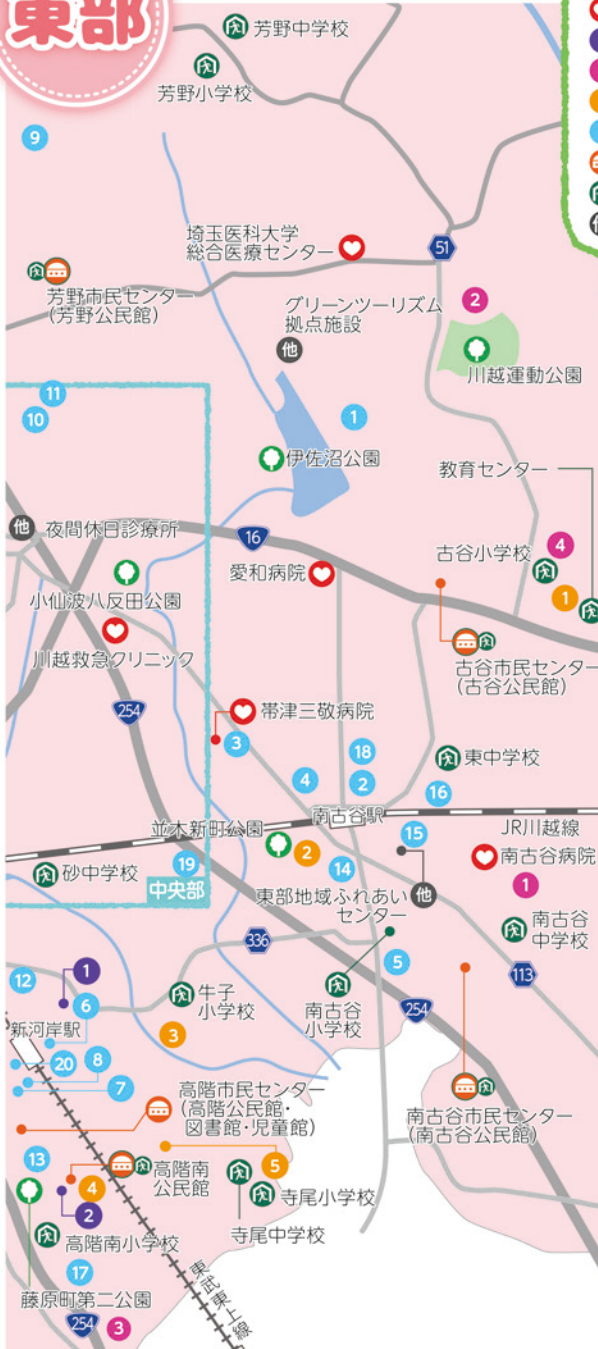 東部
芳野中学校
芳野小学校
9
埼玉医科大学
総合医療センター
51
芳野市民センター
(芳野公民館)
グリーンツーリズム
拠点施設
他
2
川越運動公園
11
10
1
伊佐沼公園
教育センター
他
夜間休日診療所
16
古谷小学校
4
愛和病院
1
小仙波八反田公園
川越救急クリニック
古谷市民センター
(古谷公民館)
254
帯津三敬病院
3
18
東中学校
4
2
16
並木新町公園
南古谷駅
JR川越線
15
2
南古谷病院
14
19
砂中学校
中央部
1
東部地域ふれあい
センター
他
南古谷
中学校
336
5
113
12
1
6
牛子
小学校
南古谷
小学校
254
新河岸駅
3
20
8
7
高階市民センター
(高階公民館・
図書館・児童館)
南古谷市民センター
(南古谷公民館)
13
5
高階南
公民館
4
寺尾小学校
2
寺尾中学校
高階南小学校
17
藤原町第二公園
254
3
東武東上線